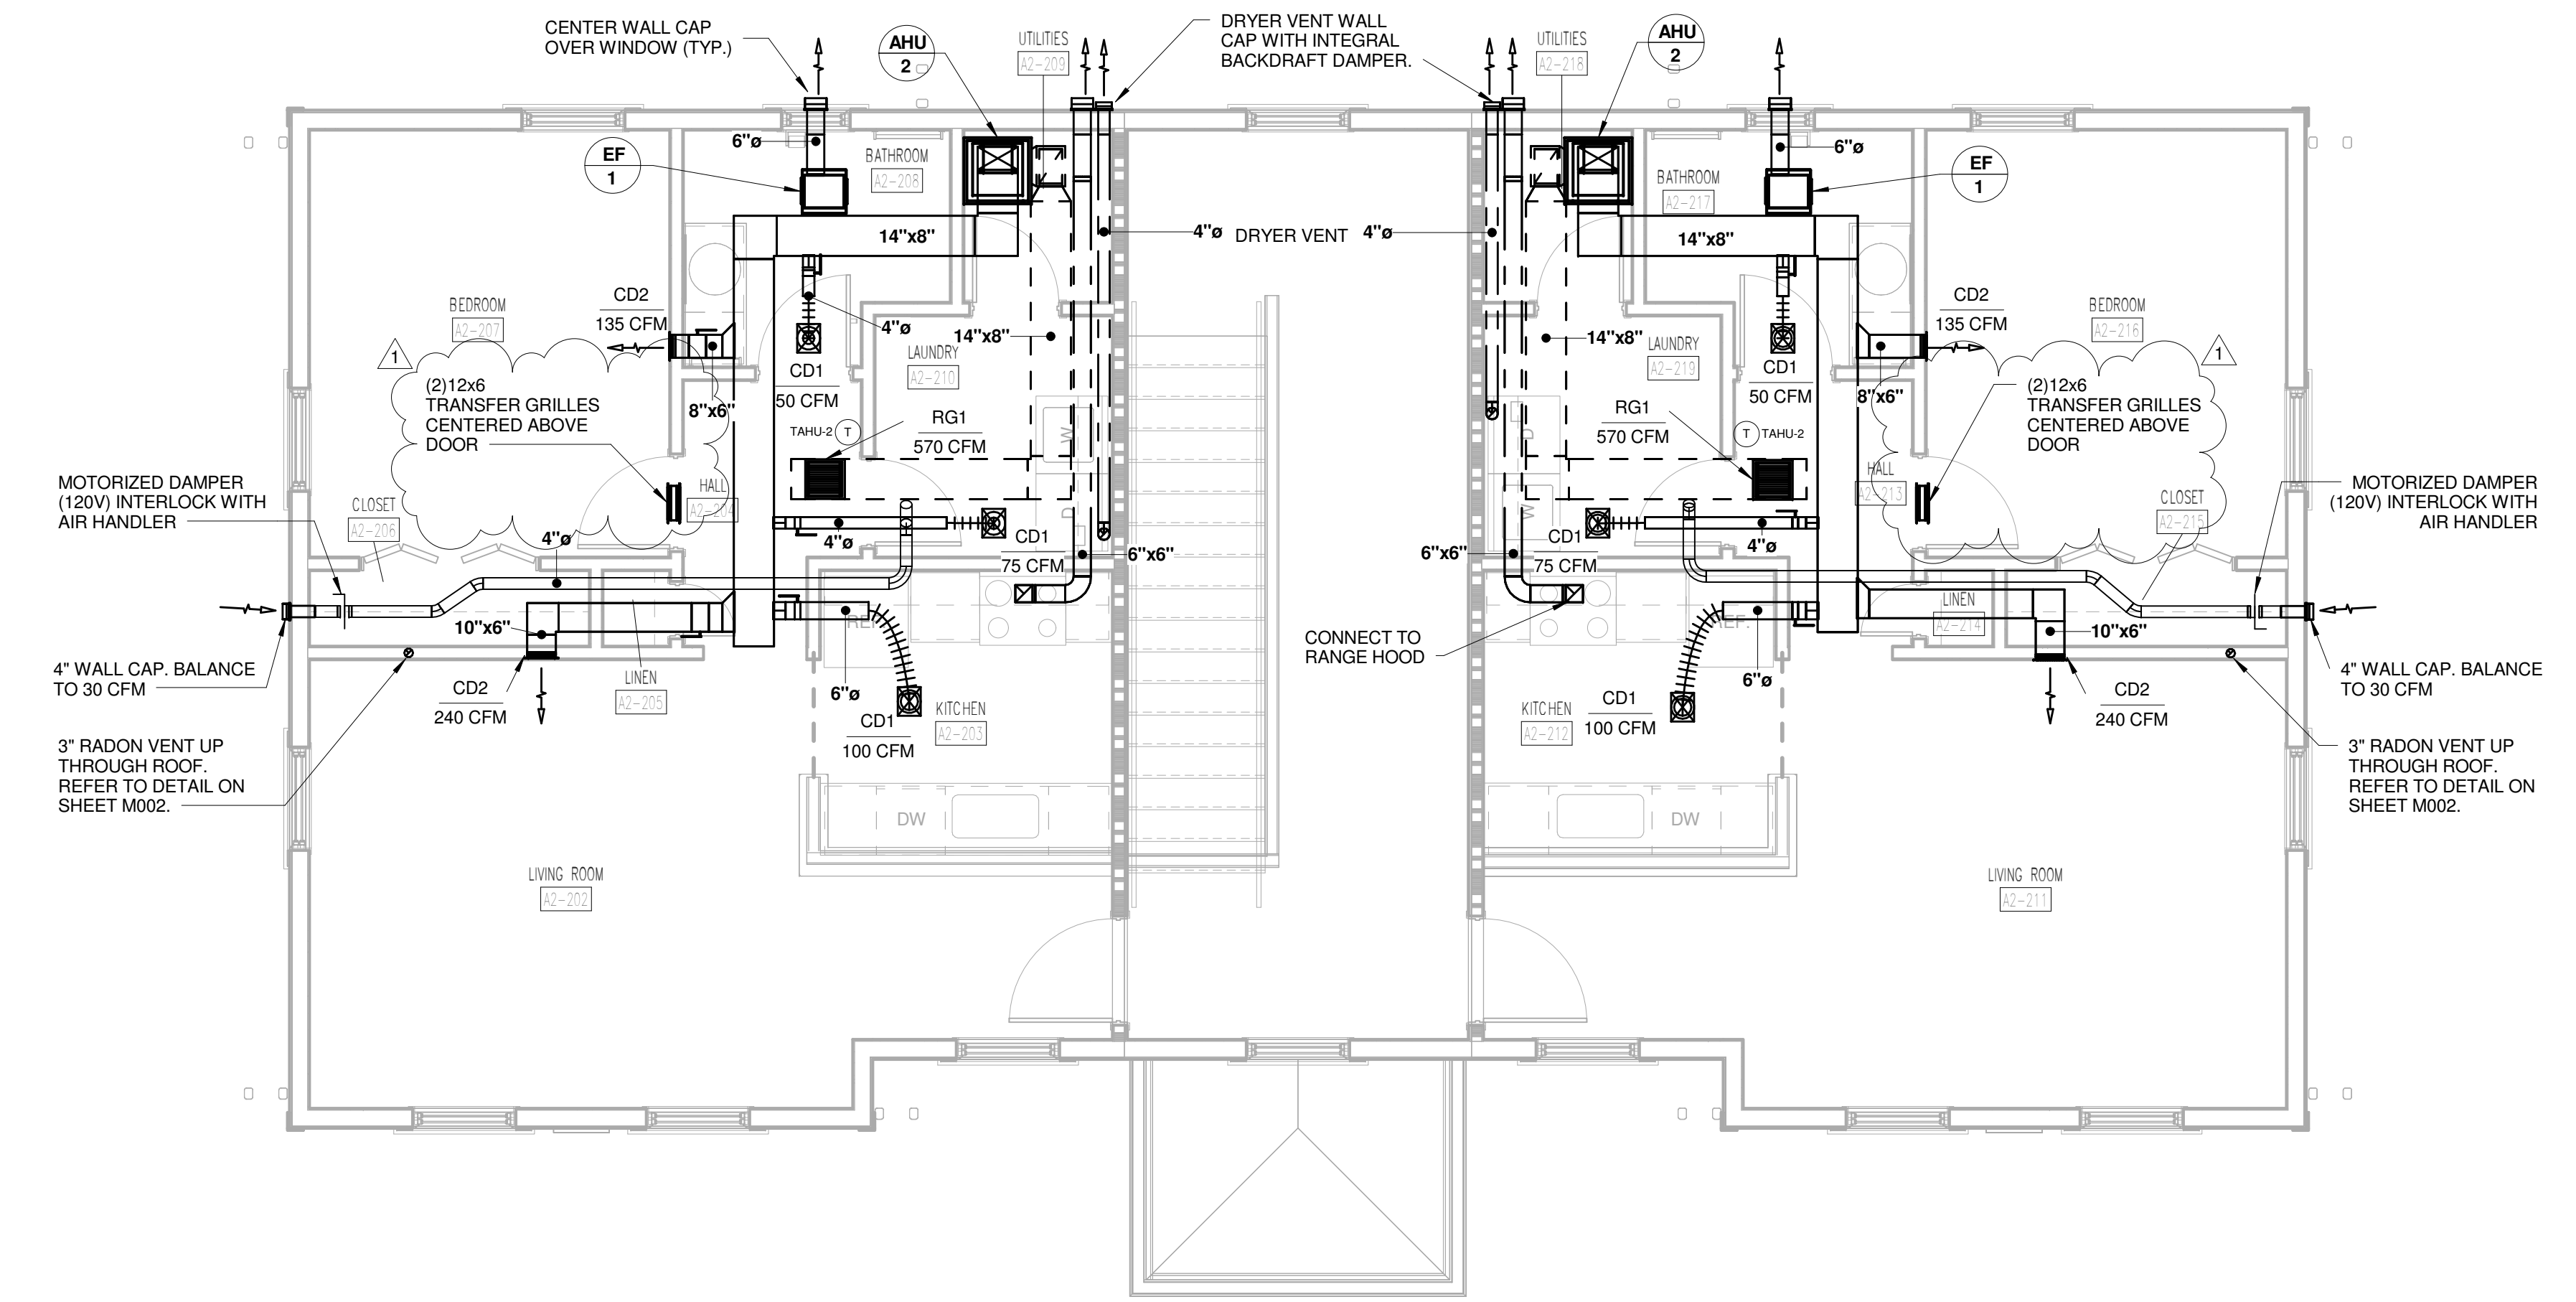 CENTER WALL CAP
OVER WINDOW (TYP.)
AHU
2
UTILITIES
A2-209
DRYER VENT WALL
CAP WITH INTEGRAL
BACKDRAFT DAMPER.
UTILITIES
A2-218
AHU
2
6"ø
EF
1
BATHROOM
A2-208
BATHROOM
A2-217
6"ø
EF
1
14"x8"
4"ø
DRYER VENT
4"ø
14"x8"
BEDROOM
A2-207
CD2
135 CFM
4"ø
14"x8"
LAUNDRY
A2-210
14"x8"
LAUNDRY
A2-219
CD2
135 CFM
BEDROOM
A2-216
1
(2)12x6
TRANSFER GRILLES
CENTERED ABOVE
DOOR
8"x6"
CD1
50 CFM
TAHU-2
T
RG1
570 CFM
W
D
RG1
570 CFM
D
W
CD1
50 CFM
T
TAHU-2
8"x6"
1
(2)12x6
TRANSFER GRILLES
CENTERED ABOVE
DOOR
MOTORIZED DAMPER
(120V) INTERLOCK WITH
AIR HANDLER
CLOSET
A2-206
HALL
A2-204
4"ø
4"ø
CD1
75 CFM
6"x6"
6"x6"
CD1
75 CFM
4"ø
HALL
A2-213
CLOSET
A2-215
MOTORIZED DAMPER
(120V) INTERLOCK WITH
AIR HANDLER
10"x6"
REF.
CONNECT TO
RANGE HOOD
REF.
LINEN
A2-214
10"x6"
4" WALL CAP. BALANCE
TO 30 CFM
CD2
240 CFM
LINEN
A2-205
6"ø
CD1
100 CFM
KITCHEN
A2-203
KITCHEN
A2-212
CD1
100 CFM
6"ø
CD2
240 CFM
4" WALL CAP. BALANCE
TO 30 CFM
3" RADON VENT UP
THROUGH ROOF.
REFER TO DETAIL ON
SHEET M002.
DW
DW
3" RADON VENT UP
THROUGH ROOF.
REFER TO DETAIL ON
SHEET M002.
LIVING ROOM
A2-202
LIVING ROOM
A2-211